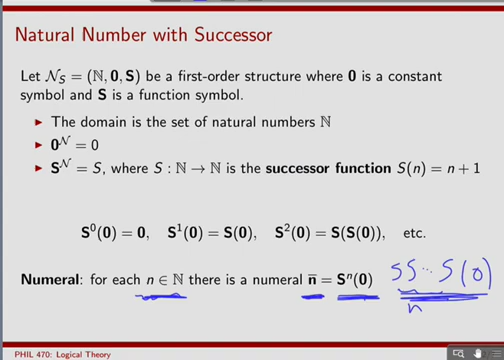 Natural Number with Successor
Let 𝒩_S = (ℕ, 𝟎, 𝐒) be a first-order structure where 𝟎 is a constant
symbol and 𝐒 is a function symbol.
▶ The domain is the set of natural numbers ℕ
▶ 𝟎^𝒩 = 0
▶ 𝐒^𝒩 = S, where S : ℕ → ℕ is the successor function S(n) = n + 1
𝐒⁰(𝟎) = 𝟎, 𝐒¹(𝟎) = 𝐒(𝟎), 𝐒²(𝟎) = 𝐒(𝐒(𝟎)), etc.
Numeral: for each n ∈ ℕ there is a numeral n̅ = 𝐒ⁿ(𝟎) SS⋯S(0)
n
PHIL 470: Logical Theory